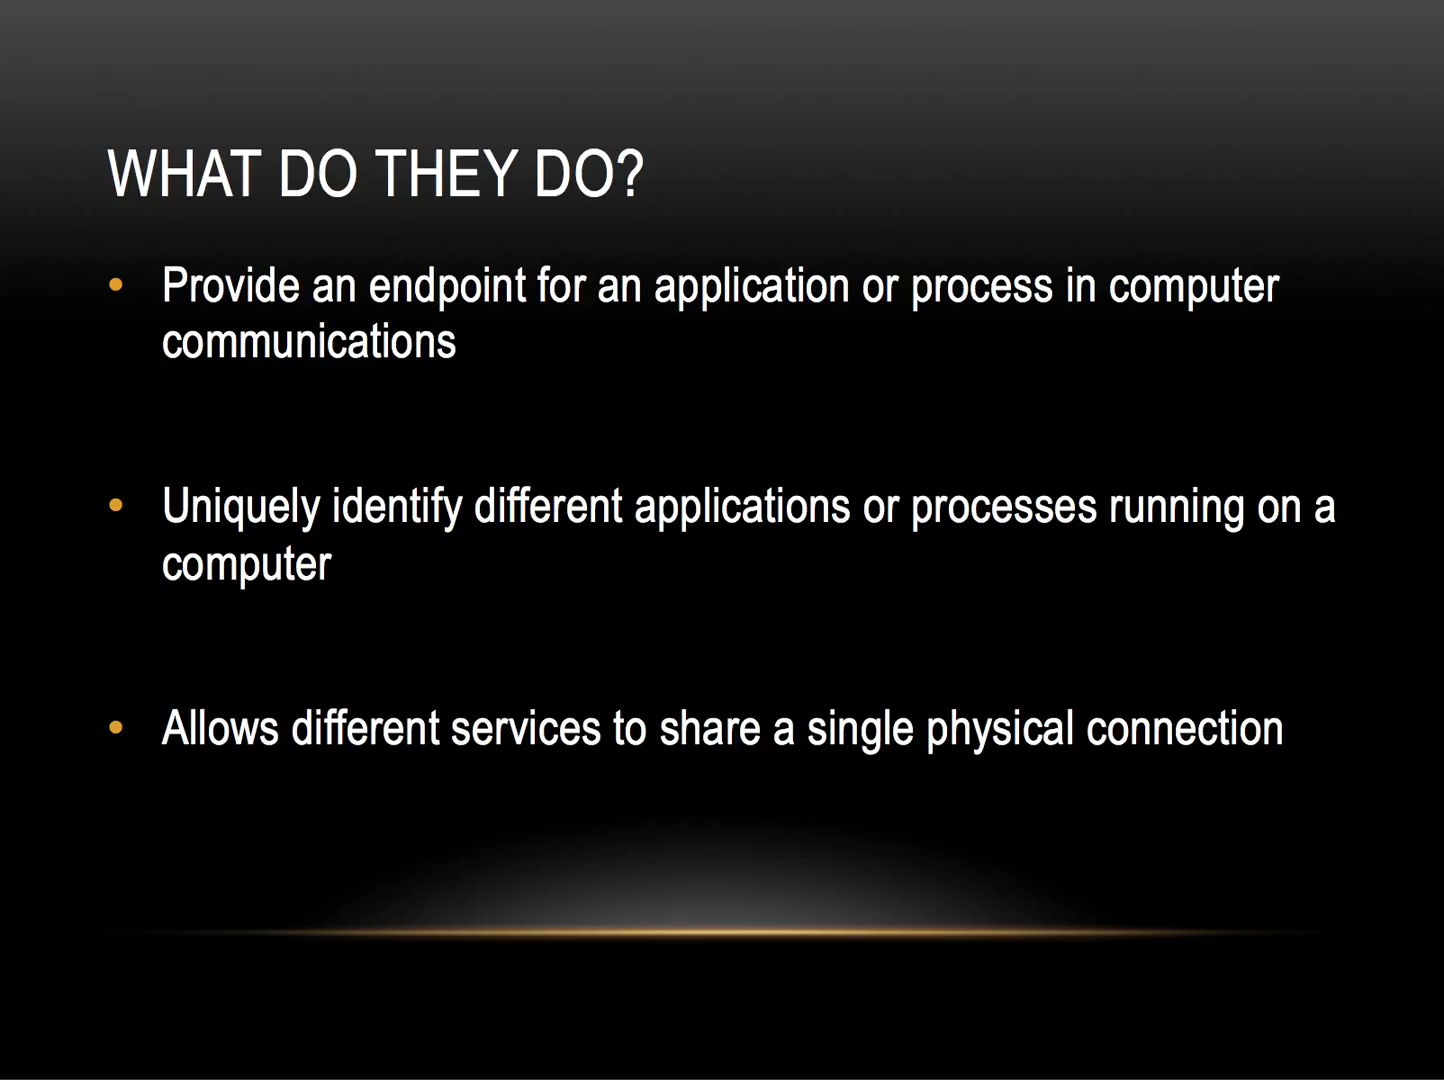 WHAT DO THEY DO?
• Provide an endpoint for an application or process in computer
communications
• Uniquely identify different applications or processes running on a
computer
• Allows different services to share a single physical connection